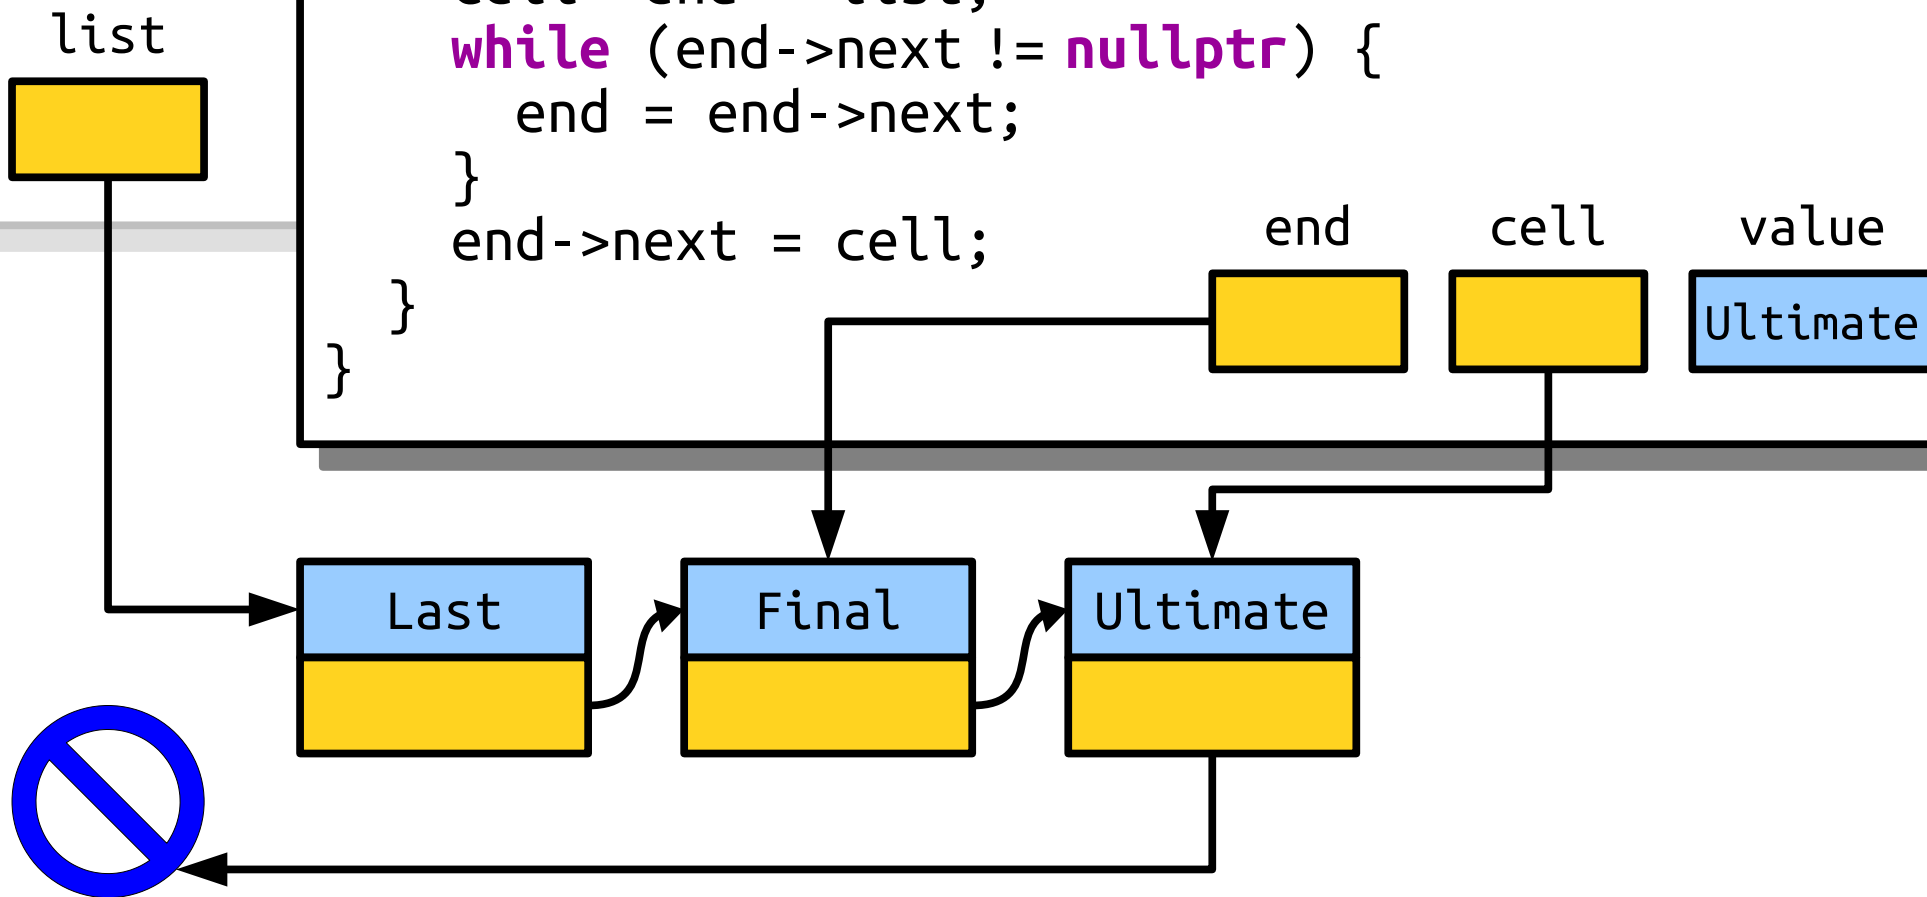 list
while (end->next != nullptr) {
end = end->next;
}
end->next = cell;
}
}
end
cell
value
Ultimate
Last
Final
Ultimate